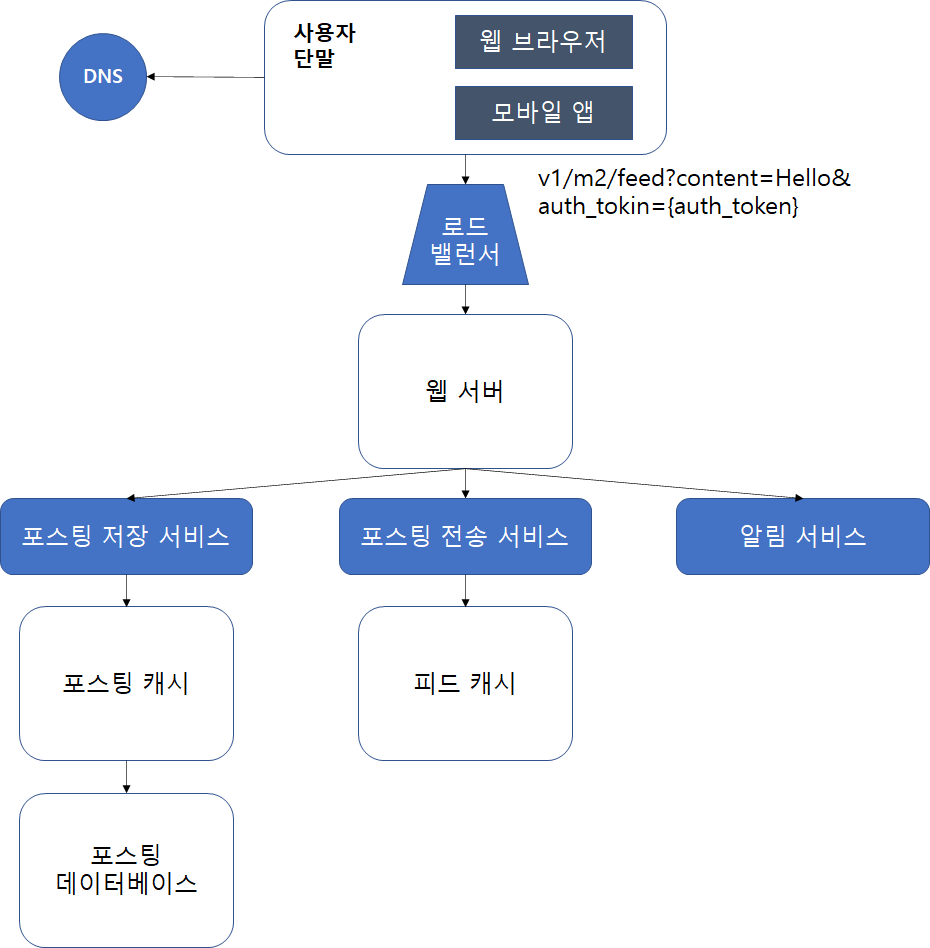 사용자
단말
웹 브라우저
DNS
모바일 앱
v1/m2/feed?content=Hello&
auth_tokin={auth_token}
로드
밸런서
웹 서버
포스팅 저장 서비스
포스팅 전송 서비스
알림 서비스
포스팅 캐시
피드 캐시
포스팅
데이터베이스